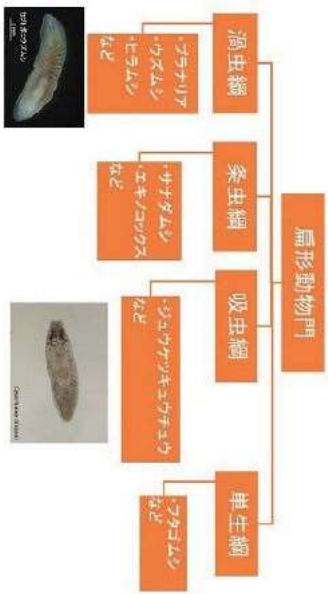 扁形動物門
渦虫綱
・プラナリア
・ウズムシ
・ヒラムシ
など
条虫綱
・サナダムシ
・エキノコックス
など
吸虫綱
・ジュウケツキュウチュウ
など
単生綱
・フタゴムシ
など